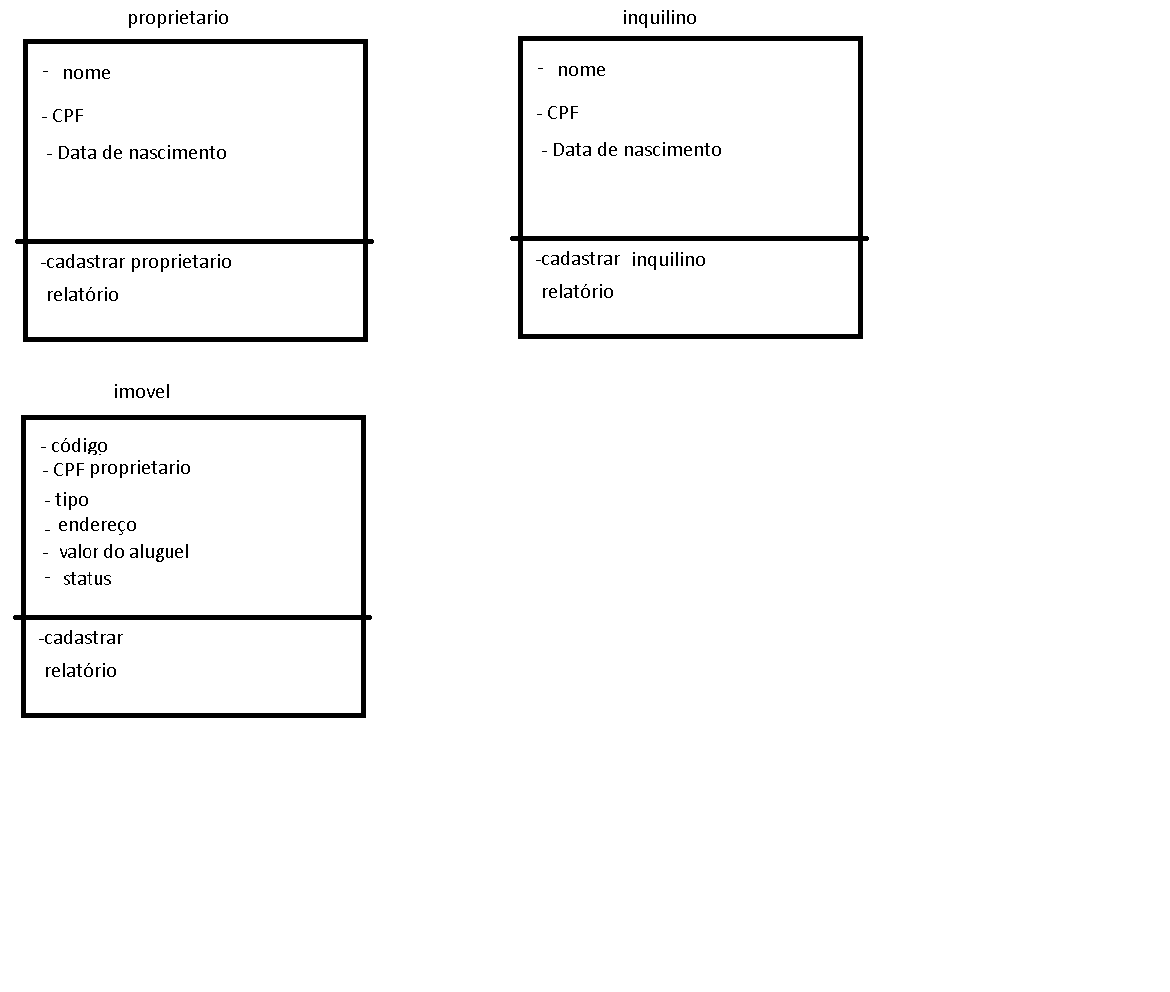 proprietario
- nome
- CPF
- Data de nascimento
-cadastrar proprietario
relatório
inquilino
- nome
- CPF
- Data de nascimento
-cadastrar inquilino
relatório
imovel
- código
- CPF proprietario
- tipo
- endereço
- valor do aluguel
- status
-cadastrar
relatório